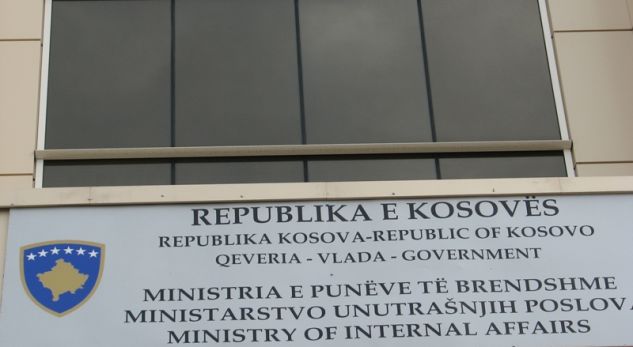 REPUBLIKA E KOSOVËS
REPUBLIKA KOSOVA-REPUBLIC OF KOSOVO
QEVERIA - VLADA - GOVERNMENT
MINISTRIA E PUNËVE TË BRENDSHME
MINISTARSTVO UNUTRAŠNJIH POSLOVA
MINISTRY OF INTERNAL AFFAIRS